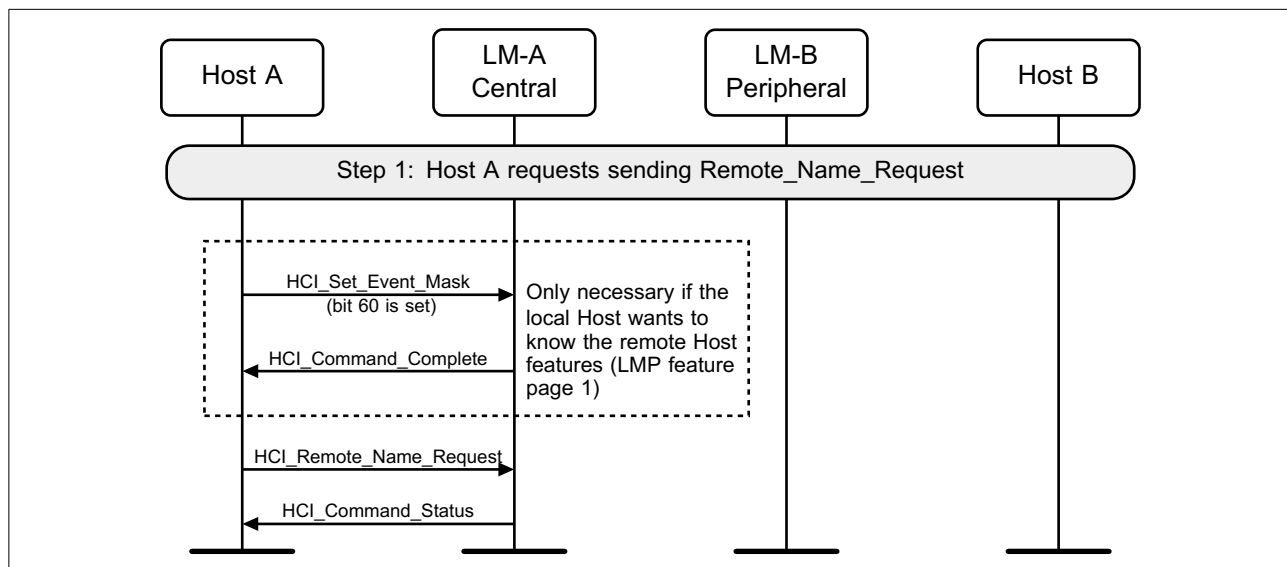 Host A
LM-A
Central
LM-B
Peripheral
Host B
Step 1: Host A requests sending Remote_Name_Request
HCI_Set_Event_Mask
(bit 60 is set)
Only necessary if the
local Host wants to
know the remote Host
features (LMP feature
page 1)
HCI_Command_Complete
HCI_Remote_Name_Request
HCI_Command_Status